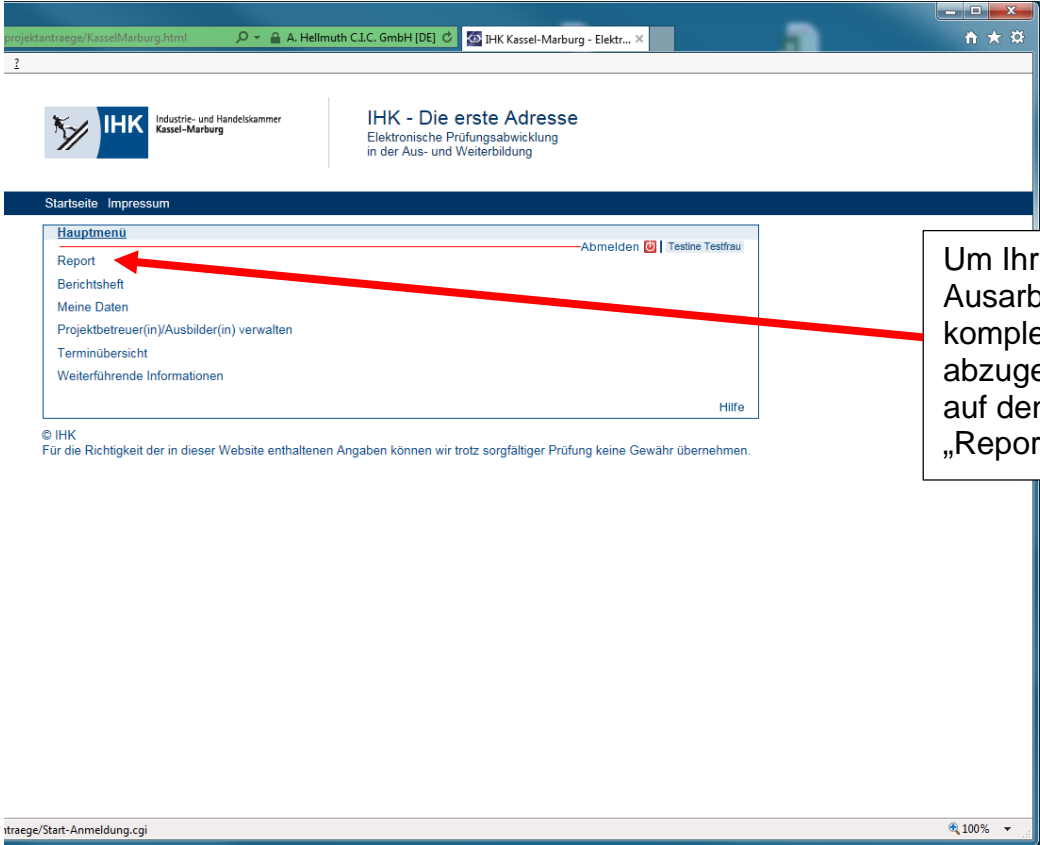 projektantraege/KasselMarburg.html
A. Hellmuth C.I.C. GmbH [DE]
IHK Kassel-Marburg - Elektr...
?
IHK
Industrie- und Handelskammer
Kassel-Marburg
IHK - Die erste Adresse
Elektronische Prüfungsabwicklung
in der Aus- und Weiterbildung
Startseite Impressum
Hauptmenü
Abmelden Testine Testfrau
Report
Berichtsheft
Meine Daten
Projektbetreuer(in)/Ausbilder(in) verwalten
Terminübersicht
Weiterführende Informationen
Hilfe
© IHK
Für die Richtigkeit der in dieser Website enthaltenen Angaben können wir trotz sorgfältiger Prüfung keine Gewähr übernehmen.
Um Ihr
Ausarb
komple
abzuge
auf der
„Repor
ntraege/Start-Anmeldung.cgi
100%